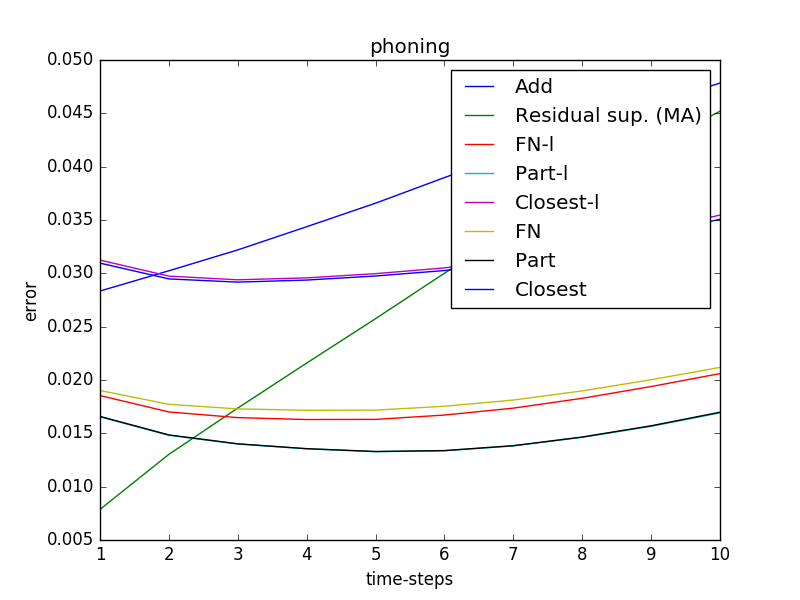 phoning
0.050
0.045
0.040
0.035
0.030
0.025
0.020
0.015
0.010
0.005
error
Add
Residual sup. (MA)
FN-l
Part-l
Closest-l
FN
Part
Closest
1 2 3 4 5 6 7 8 9 10
time-steps